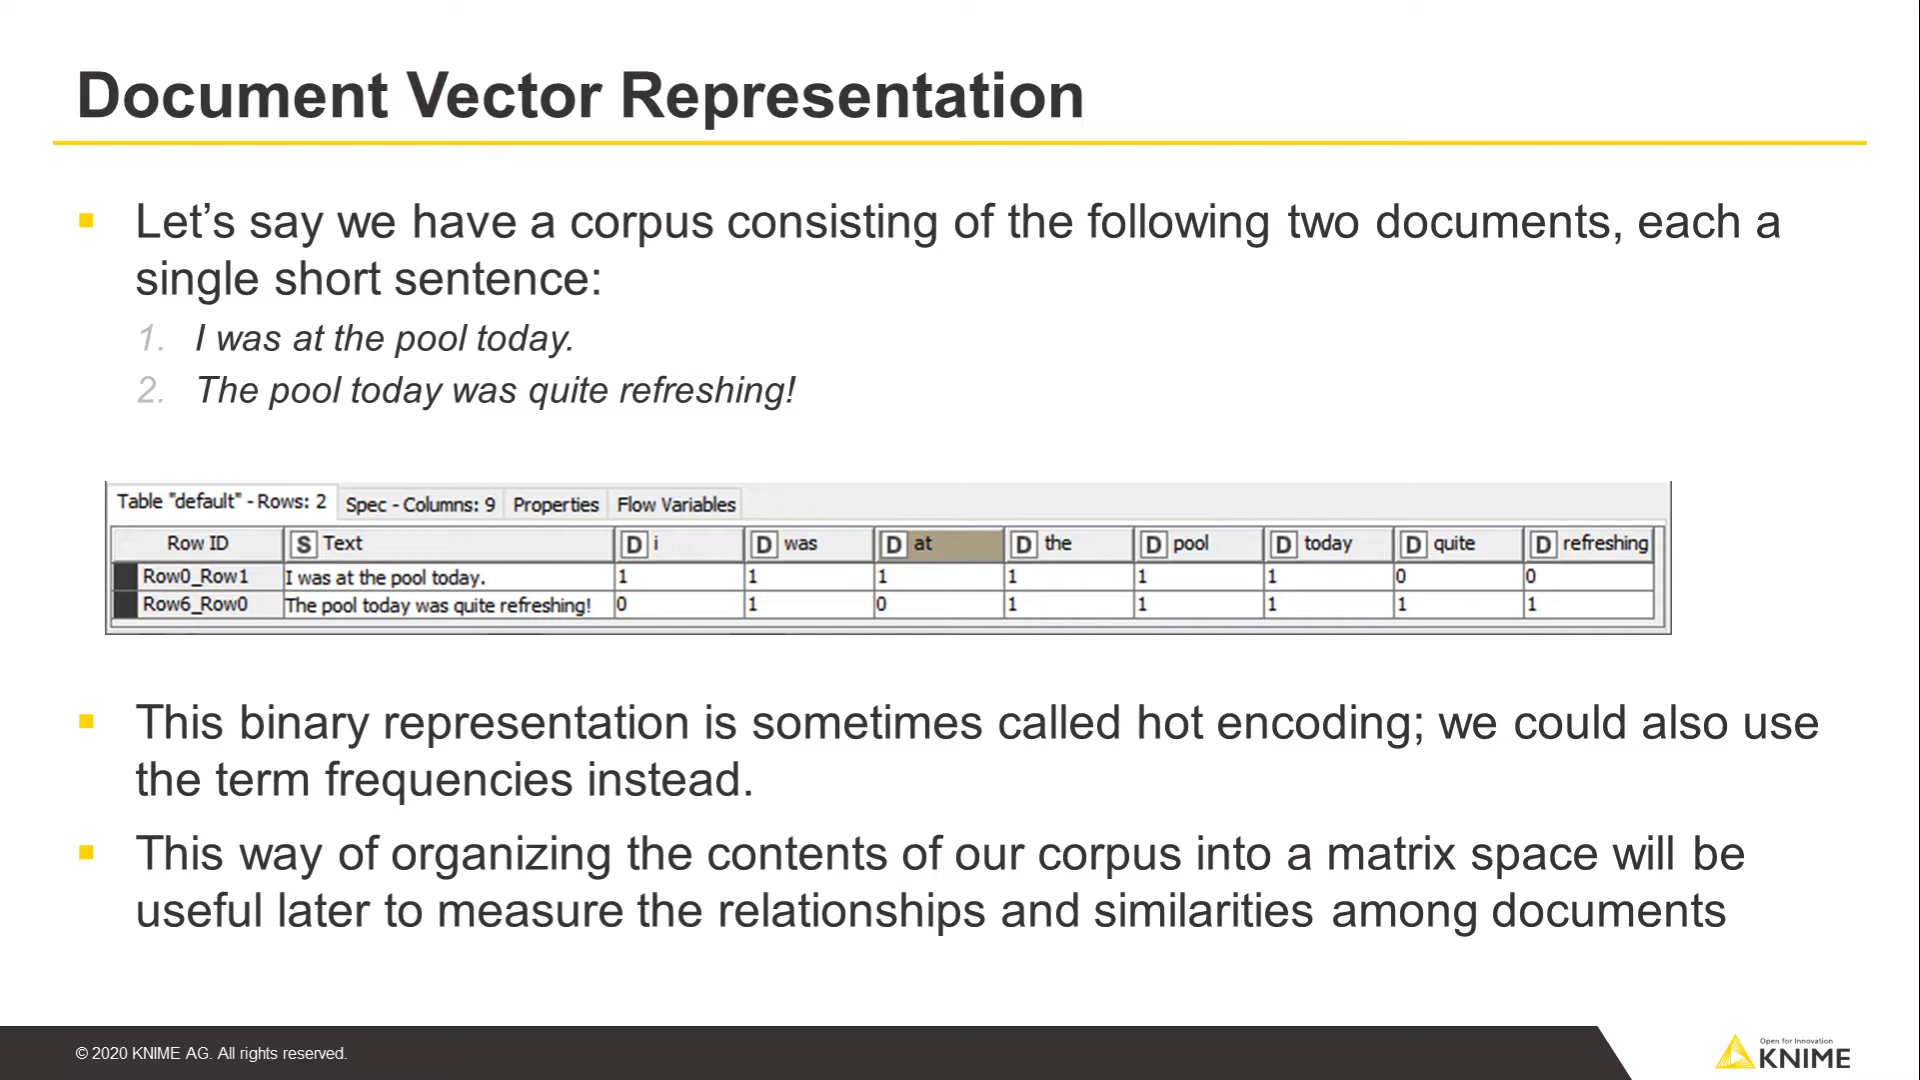 Document Vector Representation
Let’s say we have a corpus consisting of the following two documents, each a
single short sentence:
1. I was at the pool today.
2. The pool today was quite refreshing!
Table "default" - Rows: 2 Spec - Columns: 9 Properties Flow Variables
Row ID S Text D i D was D at D the D pool D today D quite D refreshing
Row0_Row1 I was at the pool today. 1 1 1 1 1 1 0 0
Row6_Row0 The pool today was quite refreshing! 0 1 0 1 1 1 1 1
This binary representation is sometimes called hot encoding; we could also use
the term frequencies instead.
This way of organizing the contents of our corpus into a matrix space will be
useful later to measure the relationships and similarities among documents
© 2020 KNIME AG. All rights reserved.
Open for Innovation
KNIME